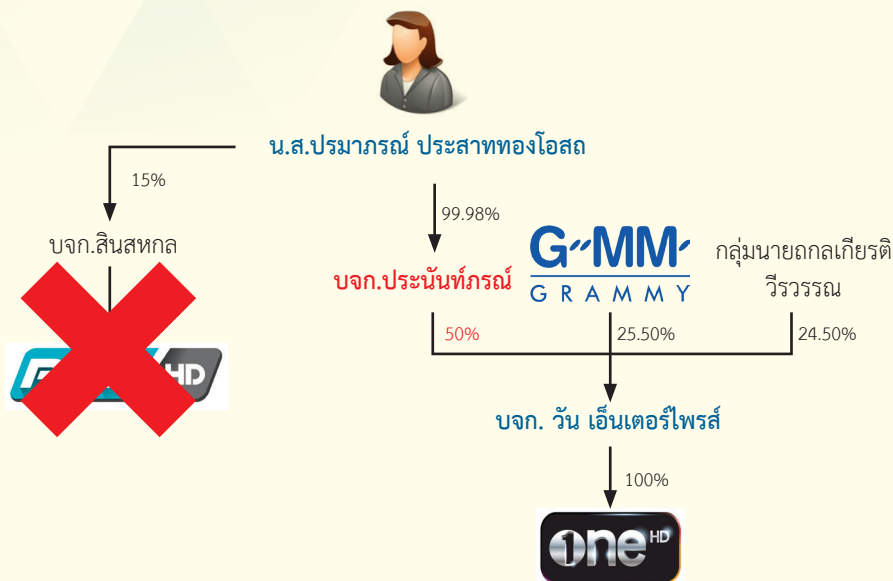 น.ส.ปรมาภรณ์ ประสาททองโอสถ
15%
99.98%
บจก.สินสหกล
บจก.ประนันท์ภรณ์
GMM
GRAMMY
กลุ่มนายถกลเกียรติ
วีรวรรณ
50%
25.50%
24.50%
HD
บจก. วัน เอ็นเตอร์ไพรส์
100%
one HD